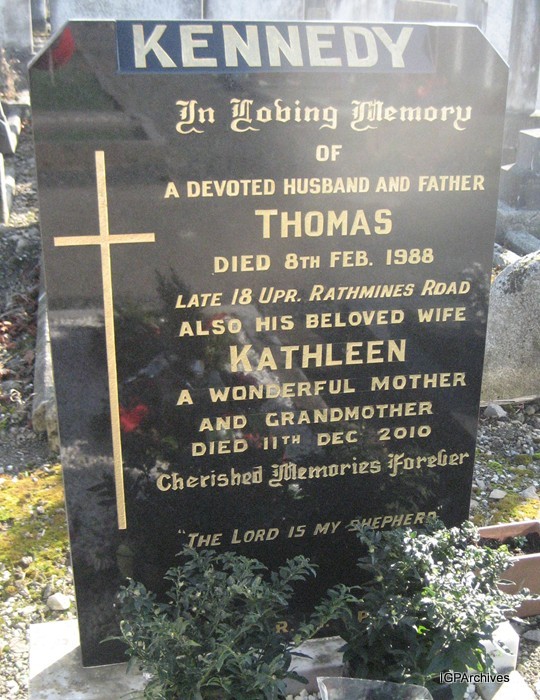 KENNEDY
In Loving Memory
OF
A DEVOTED HUSBAND AND FATHER
THOMAS
DIED 8TH FEB. 1988
LATE 18 UPR. RATHMINES ROAD
ALSO HIS BELOVED WIFE
KATHLEEN
A WONDERFUL MOTHER
AND GRANDMOTHER
DIED 11TH DEC 2010
Cherished Memories Forever
"THE LORD IS MY SHEPHERD"
IGPArchives